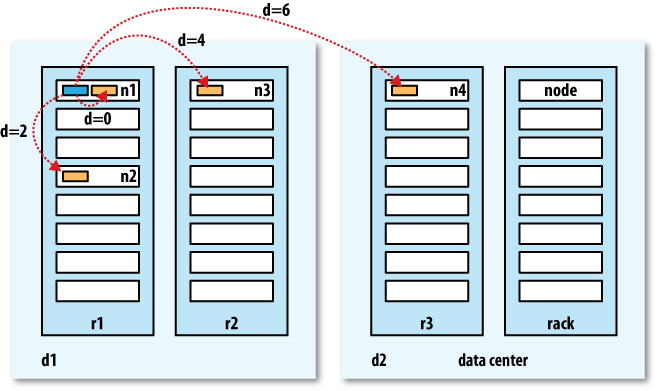 d=6
d=4
n1
n3
n4
node
d=0
d=2
n2
r1
r2
r3
rack
d1
d2
data center